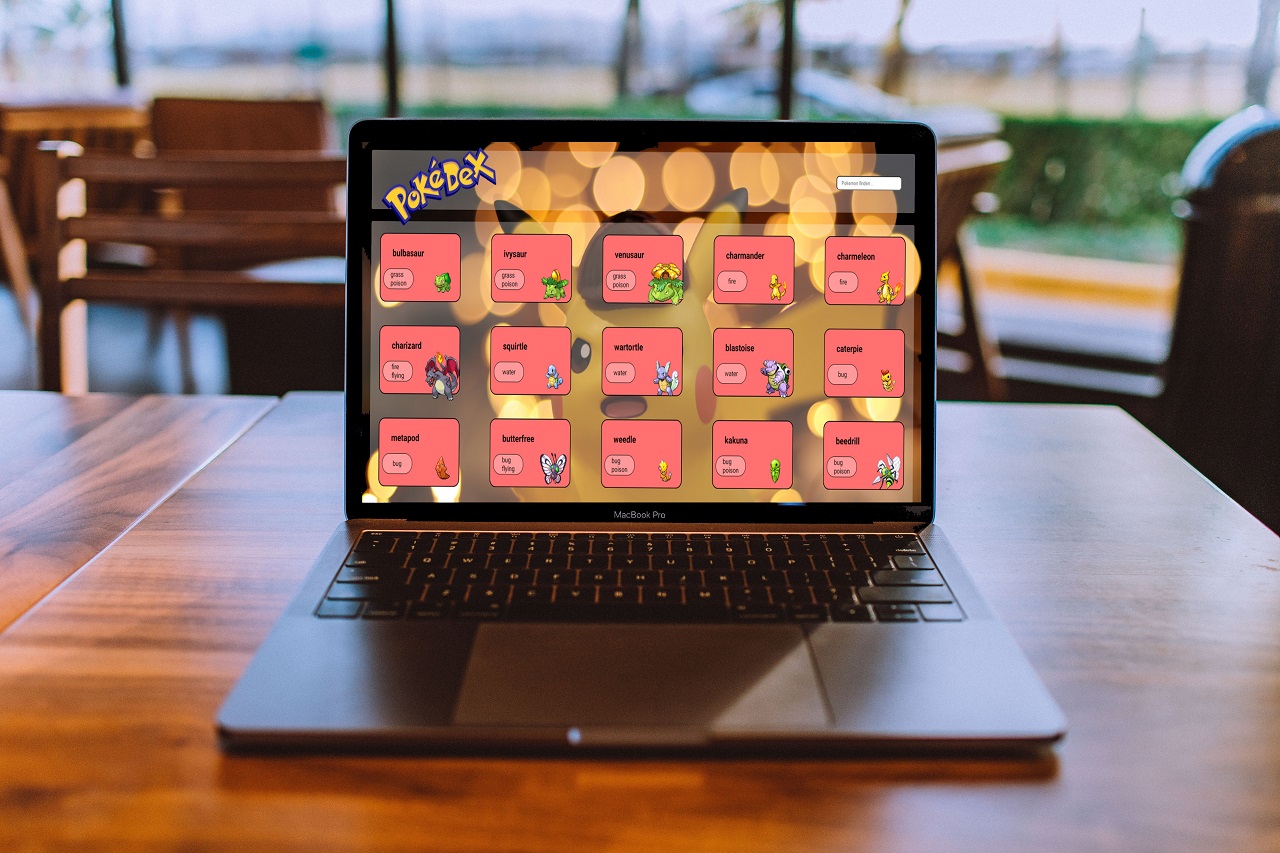 PokéDex
Pokemon finden...
bulbasaur
grass
poison
ivysaur
grass
poison
venusaur
grass
poison
charmander
fire
charmeleon
fire
charizard
fire
flying
squirtle
water
wartortle
water
blastoise
water
caterpie
bug
metapod
bug
butterfree
bug
flying
weedle
bug
poison
kakuna
bug
poison
beedrill
bug
poison
MacBook Pro